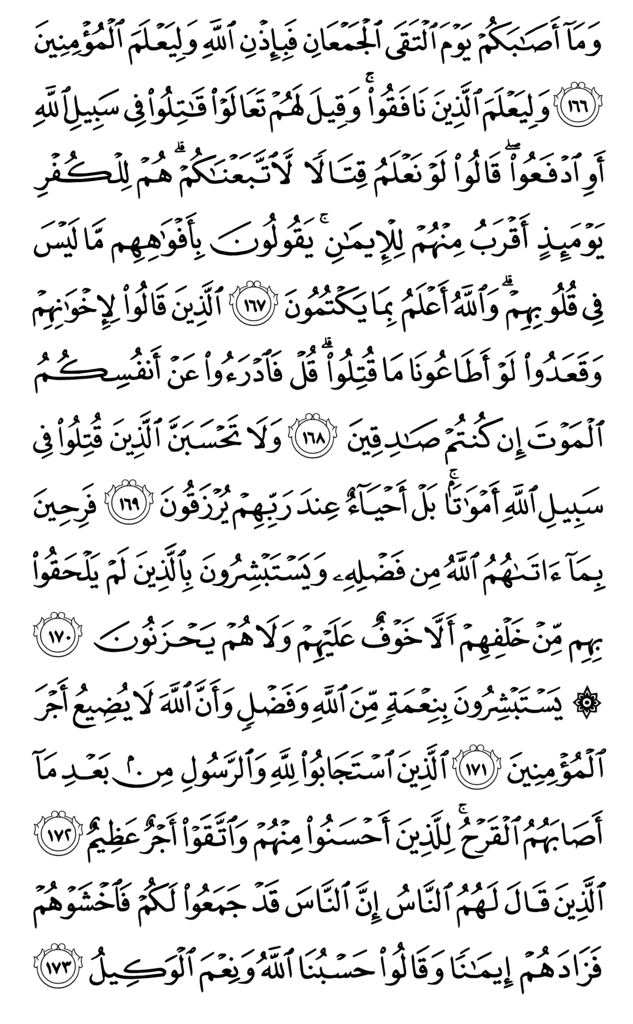 وَمَآ أَصَٰبَكُمۡ يَوۡمَ ٱلۡتَقَى ٱلۡجَمۡعَانِ فَبِإِذۡنِ ٱللَّهِ وَلِيَعۡلَمَ ٱلۡمُؤۡمِنِينَ
١٦٦ وَلِيَعۡلَمَ ٱلَّذِينَ نَافَقُواْۚ وَقِيلَ لَهُمۡ تَعَالَوۡاْ قَٰتِلُواْ فِي سَبِيلِ ٱللَّهِ
أَوِ ٱدۡفَعُواْۖ قَالُواْ لَوۡ نَعۡلَمُ قِتَالٗا لَّٱتَّبَعۡنَٰكُمۡۗ هُمۡ لِلۡكُفۡرِ
يَوۡمَئِذٍ أَقۡرَبُ مِنۡهُمۡ لِلۡإِيمَٰنِۚ يَقُولُونَ بِأَفۡوَٰهِهِم مَّا لَيۡسَ
فِي قُلُوبِهِمۡۚ وَٱللَّهُ أَعۡلَمُ بِمَا يَكۡتُمُونَ ١٦٧ ٱلَّذِينَ قَالُواْ لِإِخۡوَٰنِهِمۡ
وَقَعَدُواْ لَوۡ أَطَاعُونَا مَا قُتِلُواْۗ قُلۡ فَٱدۡرَءُواْ عَنۡ أَنفُسِكُمُ
ٱلۡمَوۡتَ إِن كُنتُمۡ صَٰدِقِينَ ١٦٨ وَلَا تَحۡسَبَنَّ ٱلَّذِينَ قُتِلُواْ فِي
سَبِيلِ ٱللَّهِ أَمۡوَٰتَۢاۚ بَلۡ أَحۡيَآءٌ عِندَ رَبِّهِمۡ يُرۡزَقُونَ ١٦٩ فَرِحِينَ
بِمَآ ءَاتَىٰهُمُ ٱللَّهُ مِن فَضۡلِهِۦ وَيَسۡتَبۡشِرُونَ بِٱلَّذِينَ لَمۡ يَلۡحَقُواْ
بِهِم مِّنۡ خَلۡفِهِمۡ أَلَّا خَوۡفٌ عَلَيۡهِمۡ وَلَا هُمۡ يَحۡزَنُونَ ١٧٠
۞ يَسۡتَبۡشِرُونَ بِنِعۡمَةٖ مِّنَ ٱللَّهِ وَفَضۡلٖ وَأَنَّ ٱللَّهَ لَا يُضِيعُ أَجۡرَ
ٱلۡمُؤۡمِنِينَ ١٧١ ٱلَّذِينَ ٱسۡتَجَابُواْ لِلَّهِ وَٱلرَّسُولِ مِنۢ بَعۡدِ مَآ
أَصَابَهُمُ ٱلۡقَرۡحُۚ لِلَّذِينَ أَحۡسَنُواْ مِنۡهُمۡ وَٱتَّقَوۡاْ أَجۡرٌ عَظِيمٌ ١٧٢
ٱلَّذِينَ قَالَ لَهُمُ ٱلنَّاسُ إِنَّ ٱلنَّاسَ قَدۡ جَمَعُواْ لَكُمۡ فَٱخۡشَوۡهُمۡ
فَزَادَهُمۡ إِيمَٰنٗا وَقَالُواْ حَسۡبُنَا ٱللَّهُ وَنِعۡمَ ٱلۡوَكِيلُ ١٧٣